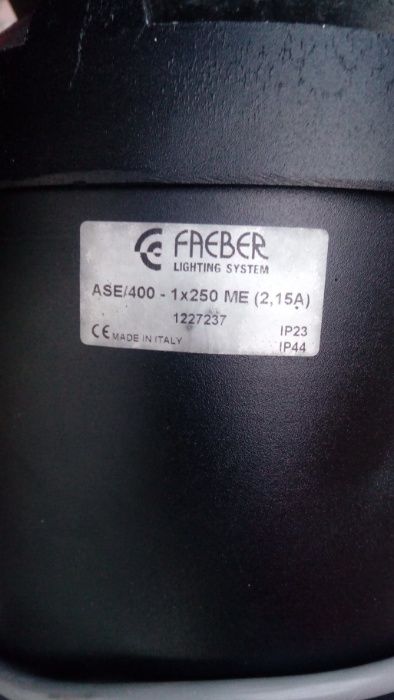 FAEBER
LIGHTING SYSTEM
ASE/400 - 1x250 ME (2,15A)
1227237
IP23
CE MADE IN ITALY
IP44